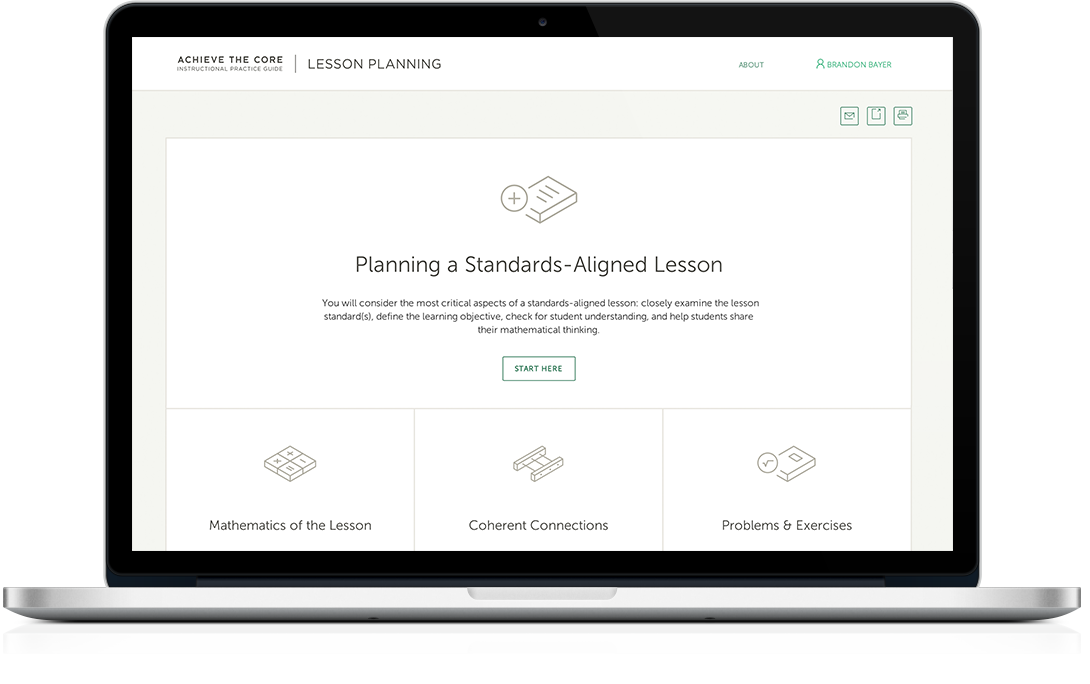 ACHIEVE THE CORE
INSTRUCTIONAL PRACTICE GUIDE
LESSON PLANNING
ABOUT
BRANDON BAYER
Planning a Standards-Aligned Lesson
You will consider the most critical aspects of a standards-aligned lesson: closely examine the lesson
standard(s), define the learning objective, check for student understanding, and help students share
their mathematical thinking.
START HERE
Mathematics of the Lesson
Coherent Connections
Problems & Exercises